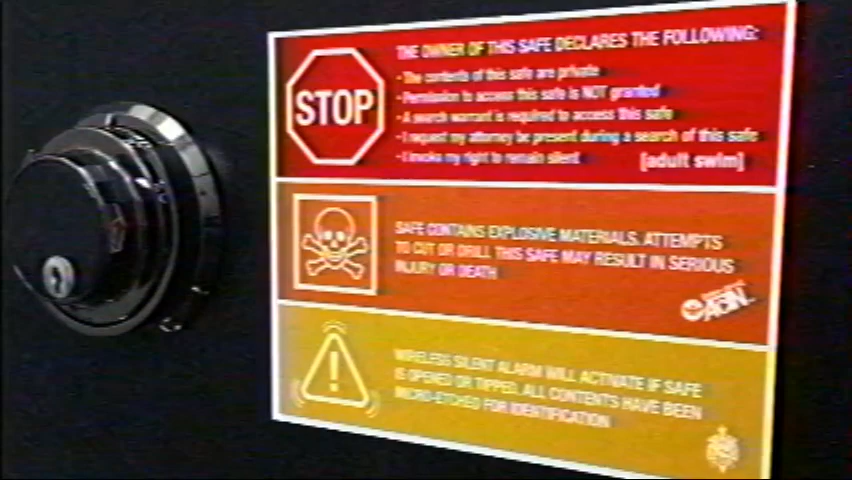 THE OWNER OF THIS SAFE DECLARES THE FOLLOWING:
STOP
• The contents of this safe are private
• Permission to access this safe is NOT granted
• A search warrant is required to access this safe
• I request my attorney be present during a search of this safe
• I invoke my right to remain silent
[adult swim]
SAFE CONTAINS EXPLOSIVE MATERIALS. ATTEMPTS
TO CUT OR DRILL THIS SAFE MAY RESULT IN SERIOUS
INJURY OR DEATH
!
WIRELESS SILENT ALARM WILL ACTIVATE IF SAFE
IS OPENED OR TIPPED. ALL CONTENTS HAVE BEEN
MICRO-ETCHED FOR IDENTIFICATION